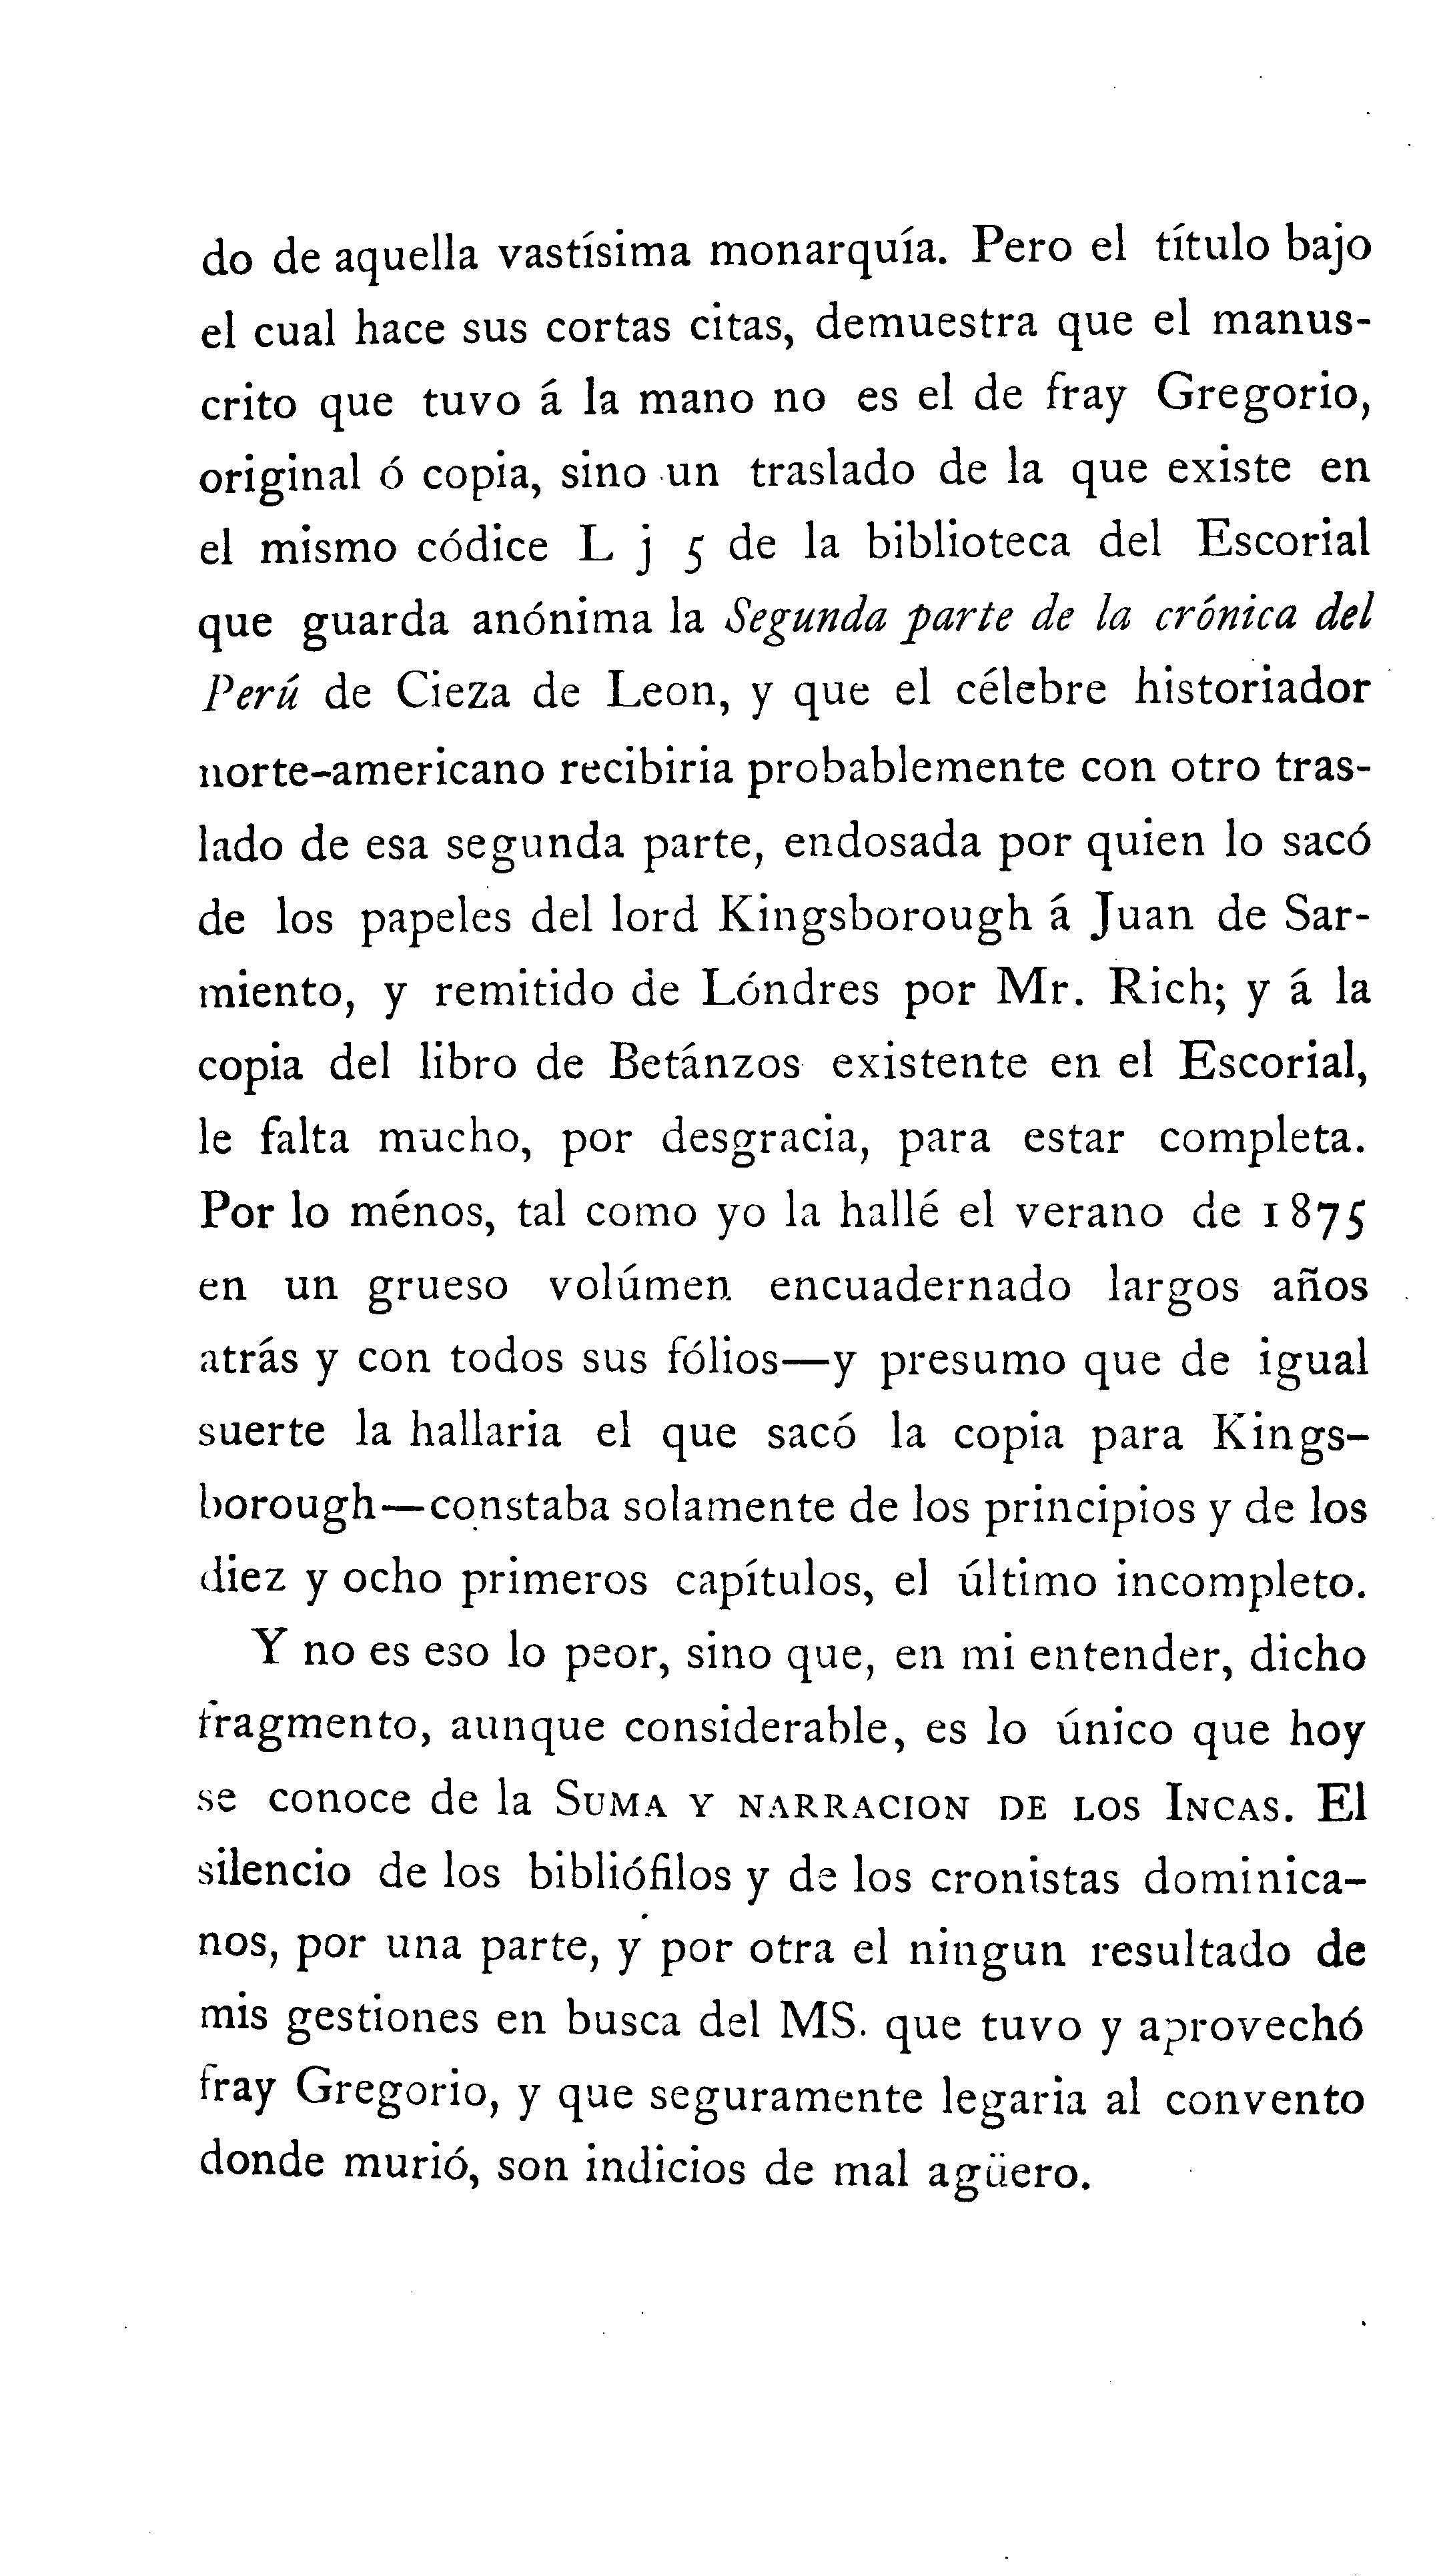 do de aquella vastísima monarquía. Pero el título bajo
el cual hace sus cortas citas, demuestra que el manus-
crito que tuvo á la mano no es el de fray Gregorio,
original ó copia, sino un traslado de la que existe en
el mismo códice L j 5 de la biblioteca del Escorial
que guarda anónima la Segunda parte de la crónica del
Perú de Cieza de Leon, y que el célebre historiador
norte-americano recibiria probablemente con otro tras-
lado de esa segunda parte, endosada por quien lo sacó
de los papeles del lord Kingsborough á Juan de Sar-
miento, y remitido de Lóndres por Mr. Rich; y á la
copia del libro de Betánzos existente en el Escorial,
le falta mucho, por desgracia, para estar completa.
Por lo ménos, tal como yo la hallé el verano de 1875
en un grueso volúmen encuadernado largos años
atrás y con todos sus fólios—y presumo que de igual
suerte la hallaria el que sacó la copia para Kings-
borough—constaba solamente de los principios y de los
diez y ocho primeros capítulos, el último incompleto.
Y no es eso lo peor, sino que, en mi entender, dicho
fragmento, aunque considerable, es lo único que hoy
se conoce de la SUMA Y NARRACION DE LOS INCAS. El
silencio de los bibliófilos y de los cronistas dominica-
nos, por una parte, y por otra el ningun resultado de
mis gestiones en busca del MS. que tuvo y aprovechó
fray Gregorio, y que seguramente legaria al convento
donde murió, son indicios de mal agüero.